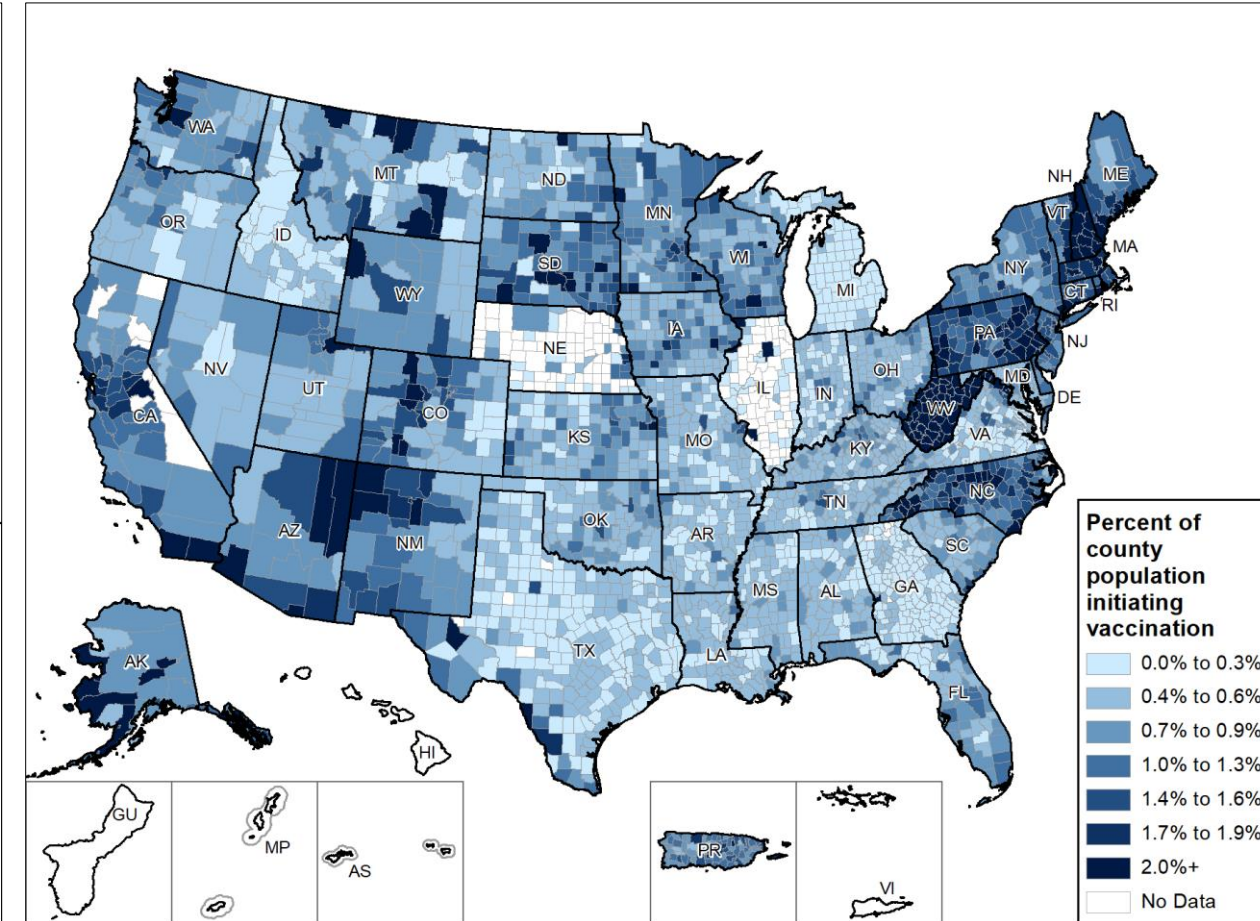 WA
MT
ND
MN
OR
ID
SD
WI
WY
MI
NY
VT
NH
ME
MA
CT
RI
NE
IA
PA
NJ
NV
UT
CO
IL
IN
OH
MD
DE
CA
KS
MO
WV
VA
KY
AZ
NM
OK
AR
TN
NC
SC
MS
AL
GA
TX
LA
FL
AK
HI
GU
MP
AS
PR
VI
Percent of
county
population
initiating
vaccination
0.0% to 0.3%
0.4% to 0.6%
0.7% to 0.9%
1.0% to 1.3%
1.4% to 1.6%
1.7% to 1.9%
2.0%+
No Data